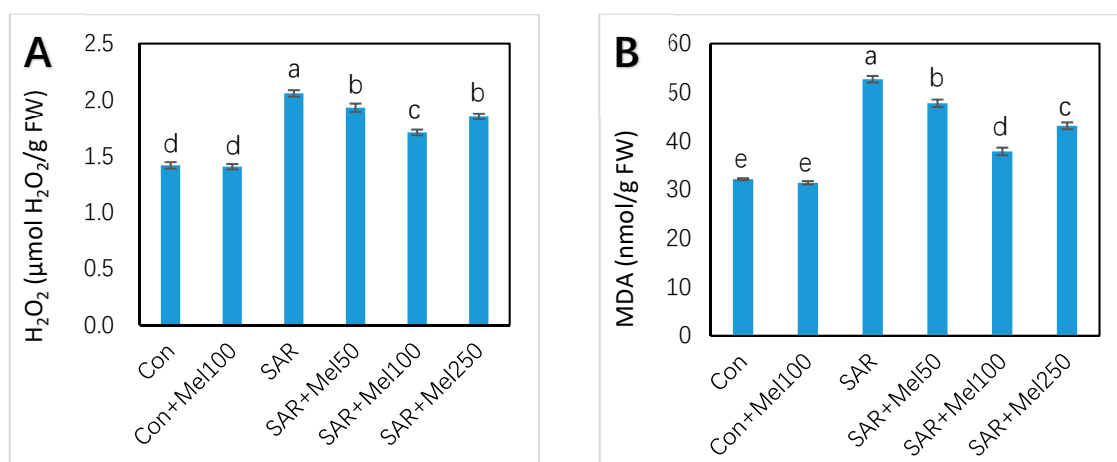 A
H₂O₂ (μmol H₂O₂/g FW)
2.5
2.0
1.5
1.0
0.5
0.0
d
d
a
b
c
b
Con
Con+Mel100
SAR
SAR+Mel50
SAR+Mel100
SAR+Mel250
B
MDA (nmol/g FW)
60
50
40
30
20
10
0
e
e
a
b
d
c
Con
Con+Mel100
SAR
SAR+Mel50
SAR+Mel100
SAR+Mel250